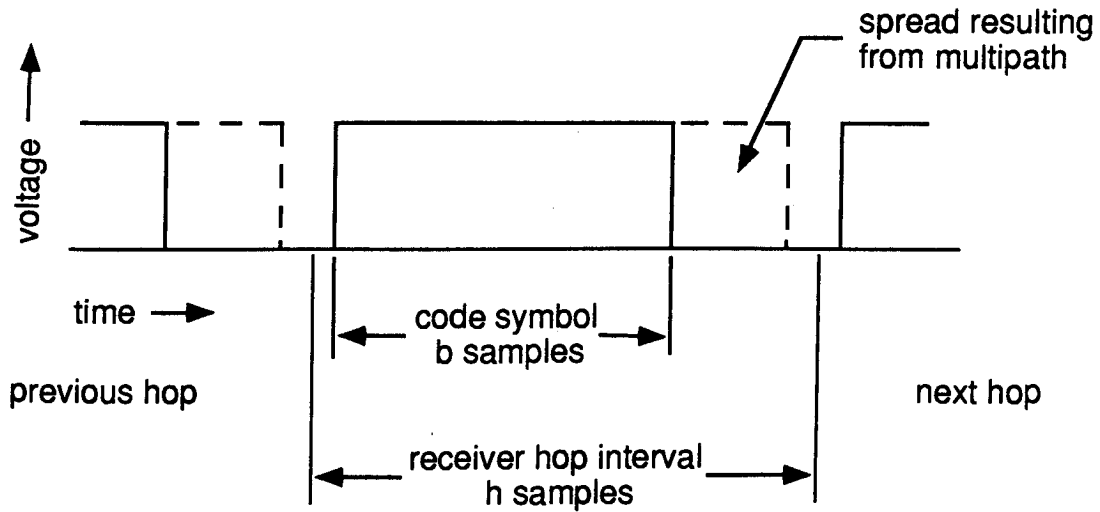 spread resulting
from multipath
voltage
time
code symbol
b samples
previous hop
next hop
receiver hop interval
h samples